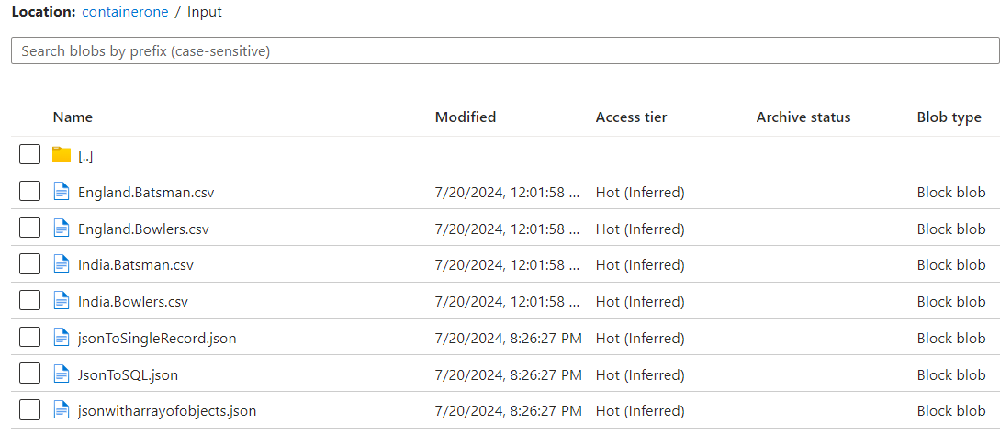 Location: containerone / Input
Search blobs by prefix (case-sensitive)
Name Modified Access tier Archive status Blob type
[..]
England.Batsman.csv 7/20/2024, 12:01:58 ... Hot (Inferred) Block blob
England.Bowlers.csv 7/20/2024, 12:01:58 ... Hot (Inferred) Block blob
India.Batsman.csv 7/20/2024, 12:01:58 ... Hot (Inferred) Block blob
India.Bowlers.csv 7/20/2024, 12:01:58 ... Hot (Inferred) Block blob
jsonToSingleRecord.json 7/20/2024, 8:26:27 PM Hot (Inferred) Block blob
JsonToSQL.json 7/20/2024, 8:26:27 PM Hot (Inferred) Block blob
jsonwitharrayofobjects.json 7/20/2024, 8:26:27 PM Hot (Inferred) Block blob